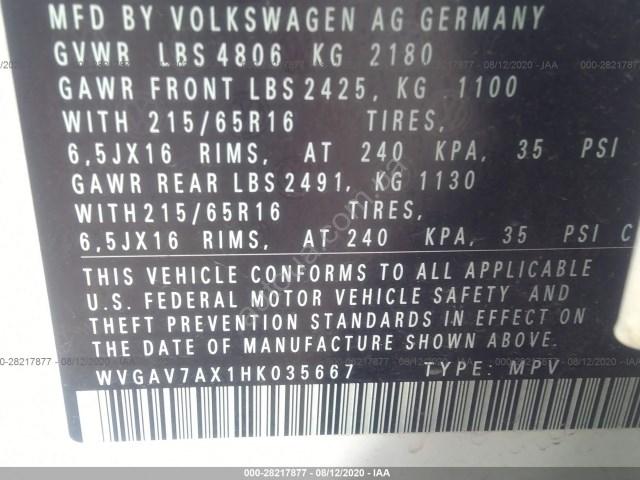 MFD BY VOLKSWAGEN AG GERMANY
GVWR LBS 4806 KG 2180
GAWR FRONT LBS 2425, KG 1100
WITH 215/65R16 TIRES,
6,5JX16 RIMS, AT 240 KPA, 35 PSI
GAWR REAR LBS 2491, KG 1130
WITH 215/65R16 TIRES,
6,5JX16 RIMS, AT 240 KPA, 35 PSI C
THIS VEHICLE CONFORMS TO ALL APPLICABLE
U.S. FEDERAL MOTOR VEHICLE SAFETY AND
THEFT PREVENTION STANDARDS IN EFFECT ON
THE DATE OF MANUFACTURE SHOWN ABOVE.
WVGAV7AX1HK035667 TYPE: MPV
000-28217877 - 08/12/2020 - IAA